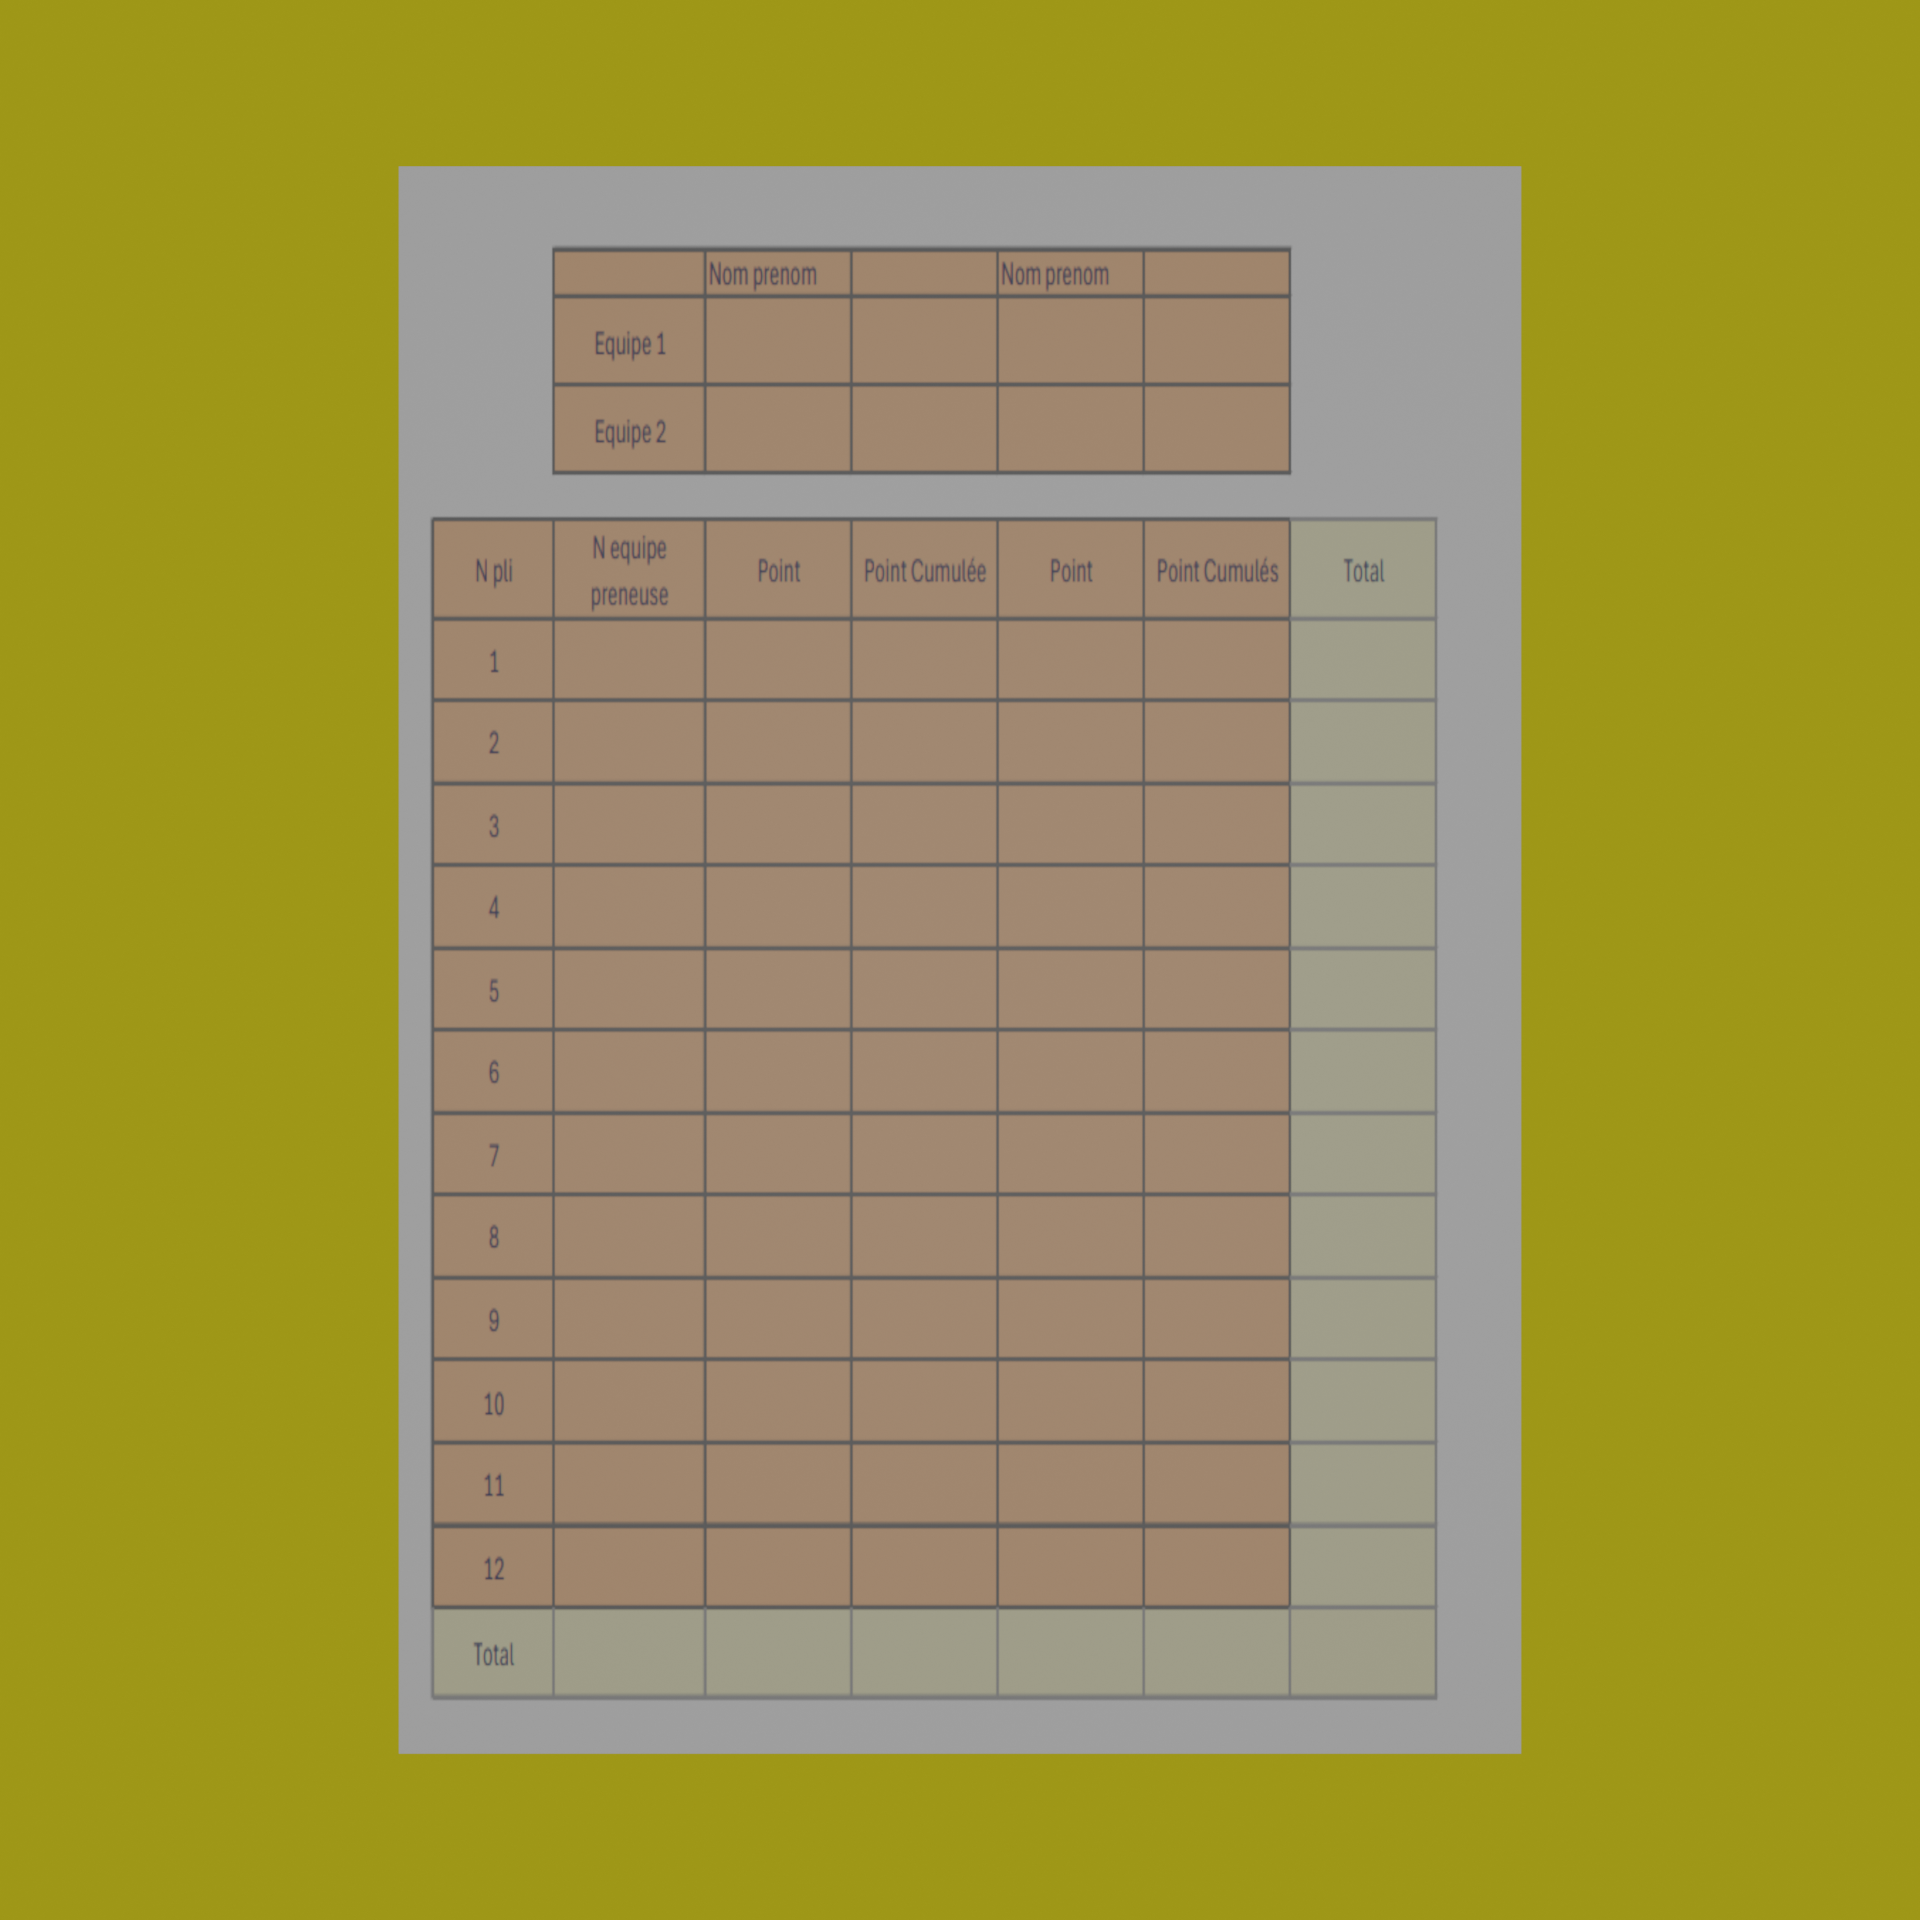 Nom prenom Nom prenom
Equipe 1
Equipe 2
N pli N equipe preneuse Point Point Cumulée Point Point Cumulés Total
1
2
3
4
5
6
7
8
9
10
11
12
Total